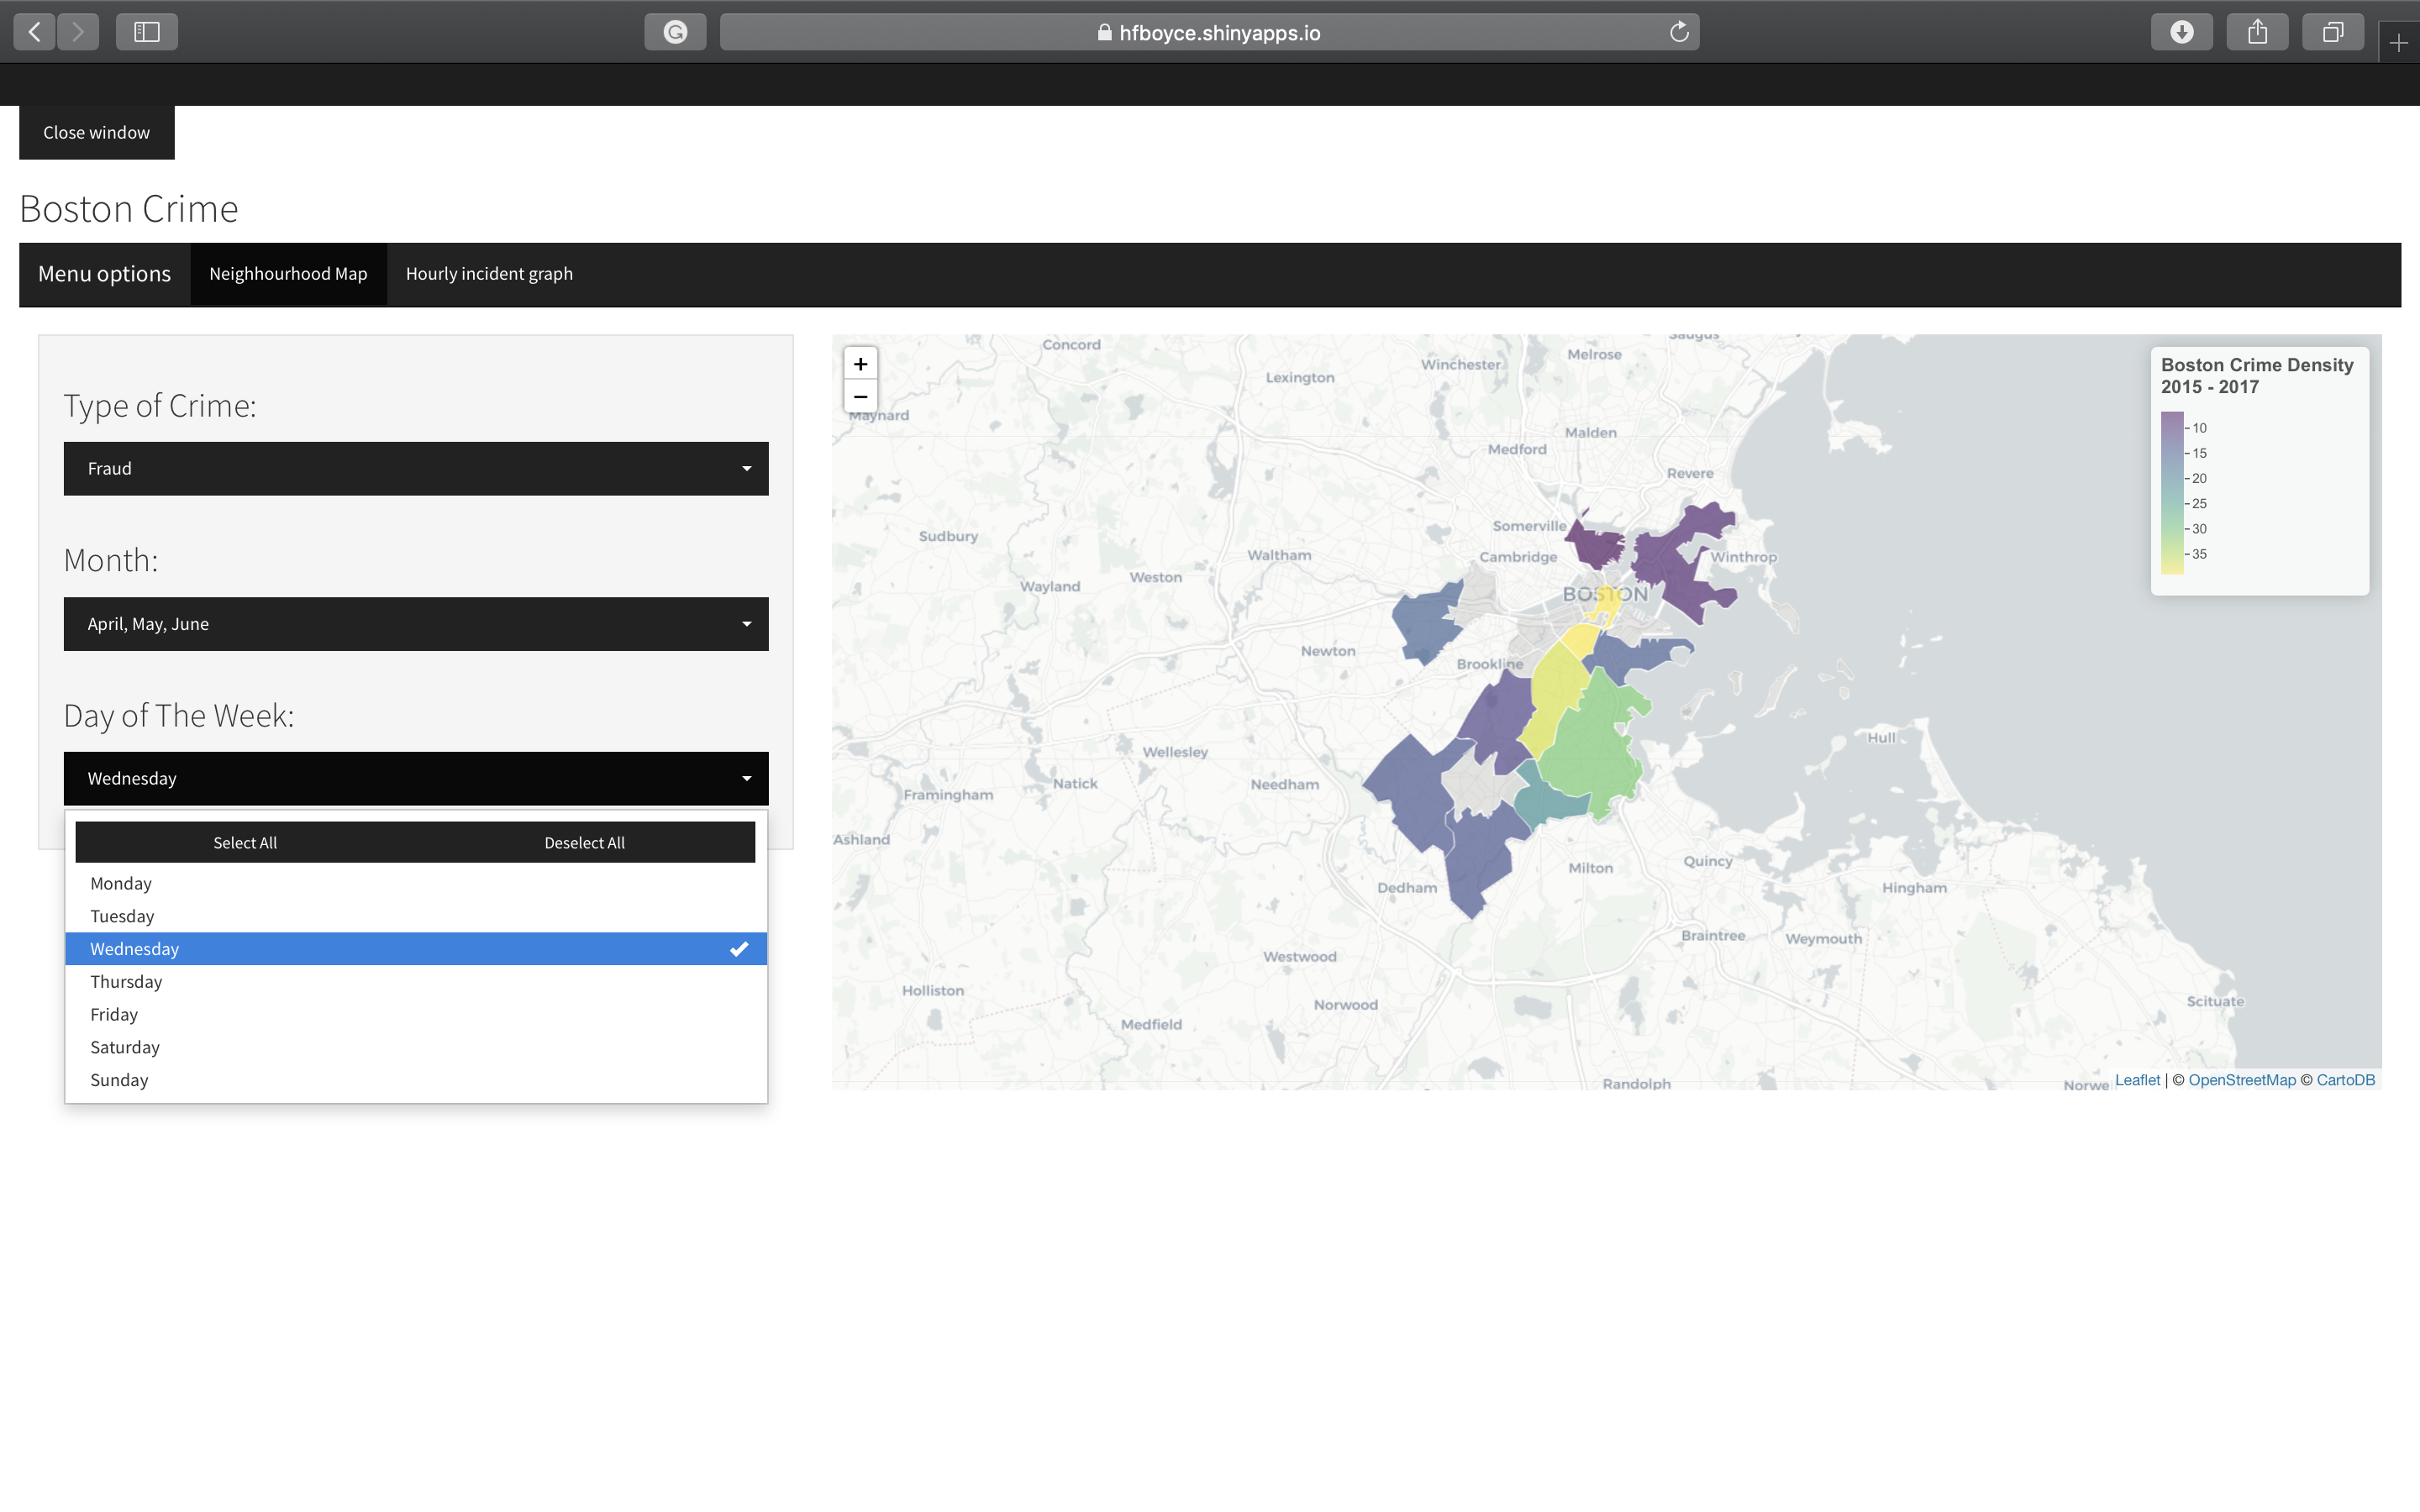 hfboyce.shinyapps.io
Close window
Boston Crime
Menu options
Neighhourhood Map
Hourly incident graph
Type of Crime:
Fraud
Month:
April, May, June
Day of The Week:
Wednesday
Select All
Deselect All
Monday
Tuesday
Wednesday
Thursday
Friday
Saturday
Sunday
+
−
Boston Crime Density
2015 - 2017
10
15
20
25
30
35
Saugus
Concord
Melrose
Winchester
Lexington
Maynard
Malden
Medford
Revere
Somerville
Sudbury
Waltham
Cambridge
Winthrop
Weston
Wayland
BOSTON
Newton
Brookline
Hull
Wellesley
Natick
Needham
Framingham
Ashland
Quincy
Milton
Dedham
Hingham
Braintree
Weymouth
Westwood
Holliston
Scituate
Norwood
Medfield
Randolph
Norwe
Leaflet | © OpenStreetMap © CartoDB